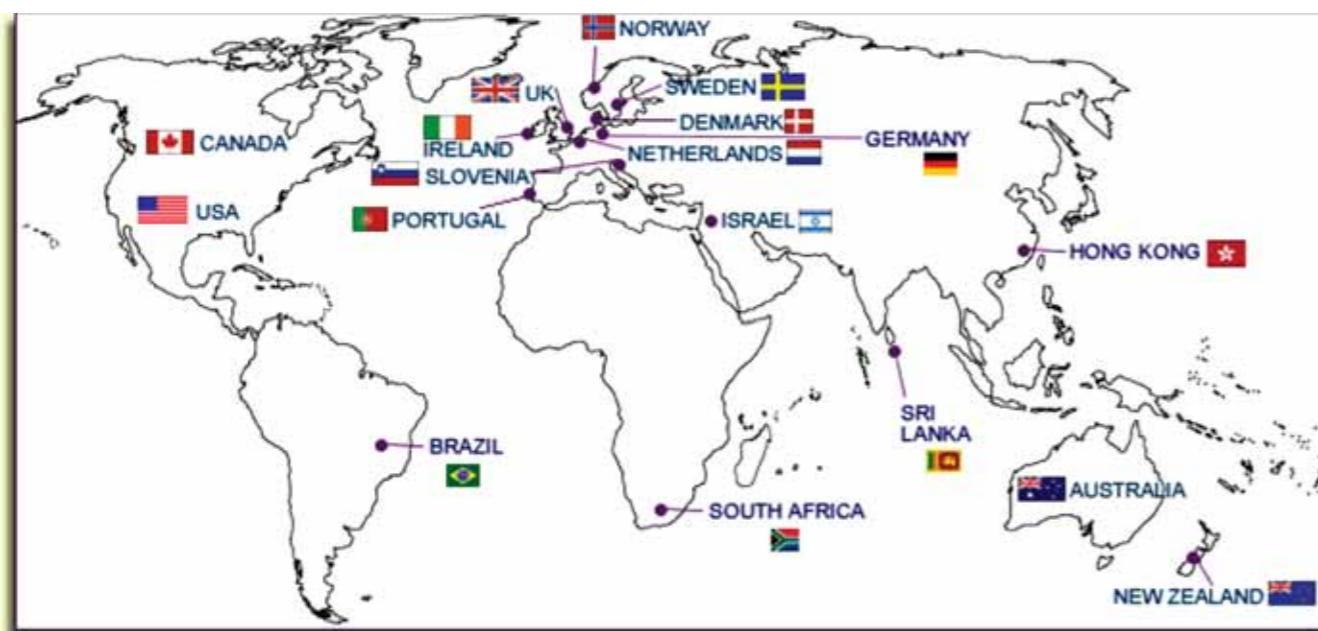 NORWAY
SWEDEN
UK
DENMARK
GERMANY
CANADA
IRELAND
NETHERLANDS
SLOVENIA
USA
PORTUGAL
ISRAEL
HONG KONG
SRI
LANKA
BRAZIL
AUSTRALIA
SOUTH AFRICA
NEW ZEALAND